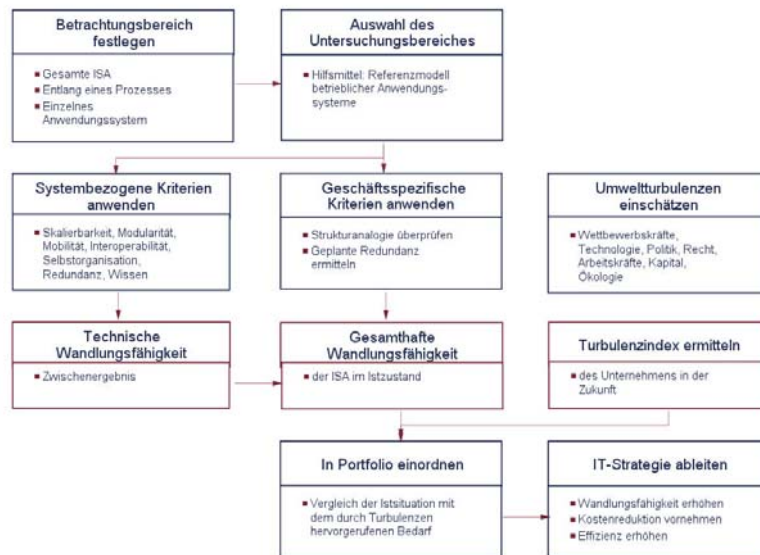 Betrachtungsbereich
festlegen
Gesamte ISA
Entlang eines Prozesses
Einzelnes
Anwendungssystem
Auswahl des
Untersuchungsbereiches
Hilfsmittel: Referenzmodell
betrieblicher Anwendungs-
systeme
Systembezogene Kriterien
anwenden
Skalierbarkeit, Modularität,
Mobilität, Interoperabilität,
Selbstorganisation,
Redundanz, Wissen
Geschäftsspezifische
Kriterien anwenden
Strukturanalogie überprüfen
Geplante Redundanz
ermitteln
Umweltturbulenzen
einschätzen
Wettbewerbskräfte,
Technologie, Politik, Recht,
Arbeitskräfte, Kapital,
Ökologie
Technische
Wandlungsfähigkeit
Zwischenergebnis
Gesamthafte
Wandlungsfähigkeit
der ISA im Istzustand
Turbulenzindex ermitteln
des Unternehmens in der
Zukunft
In Portfolio einordnen
Vergleich der Istsituation mit
dem durch Turbulenzen
hervorgerufenen Bedarf
IT-Strategie ableiten
Wandlungsfähigkeit erhöhen
Kostenreduktion vornehmen
Effizienz erhöhen